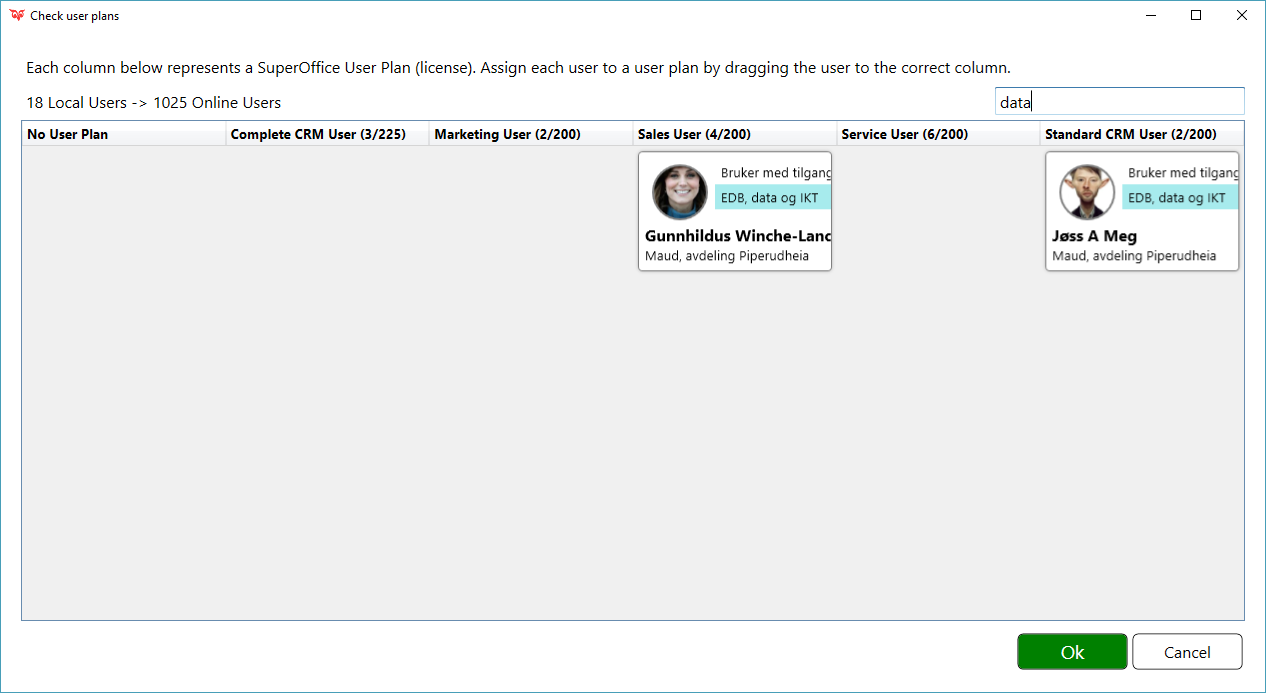 Check user plans
Each column below represents a SuperOffice User Plan (license). Assign each user to a user plan by dragging the user to the correct column.
18 Local Users -> 1025 Online Users
data
No User Plan
Complete CRM User (3/225)
Marketing User (2/200)
Sales User (4/200)
Service User (6/200)
Standard CRM User (2/200)
Bruker med tilgang
EDB, data og IKT
Gunnhildus Winche-Lanc
Maud, avdeling Piperudheia
Bruker med tilgang
EDB, data og IKT
Jøss A Meg
Maud, avdeling Piperudheia
Ok
Cancel